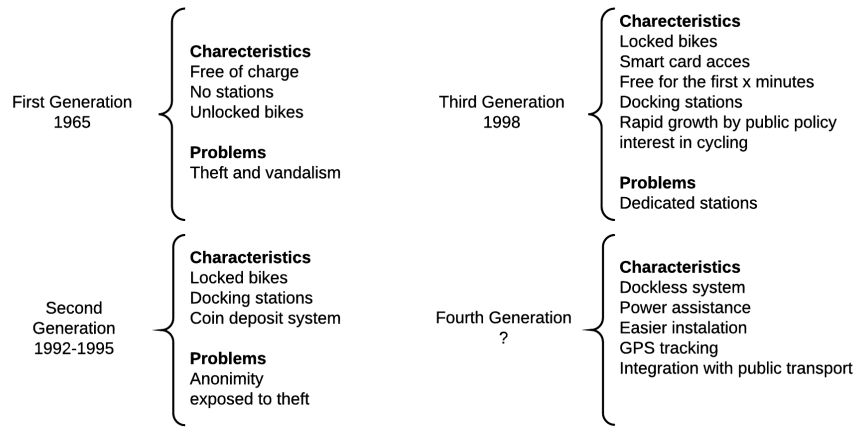 First Generation
1965
Charecteristics
Free of charge
No stations
Unlocked bikes
Problems
Theft and vandalism
Second
Generation
1992-1995
Characteristics
Locked bikes
Docking stations
Coin deposit system
Problems
Anonimity
exposed to theft
Third Generation
1998
Charecteristics
Locked bikes
Smart card acces
Free for the first x minutes
Docking stations
Rapid growth by public policy
interest in cycling
Problems
Dedicated stations
Fourth Generation
?
Characteristics
Dockless system
Power assistance
Easier instalation
GPS tracking
Integration with public transport